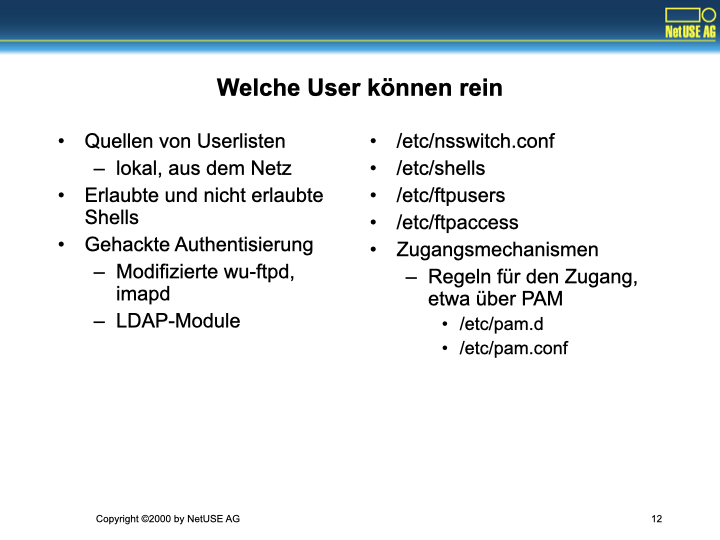 NetUSE AG
Welche User können rein
• Quellen von Userlisten
– lokal, aus dem Netz
• Erlaubte und nicht erlaubte
Shells
• Gehackte Authentisierung
– Modifizierte wu-ftpd,
imapd
– LDAP-Module
• /etc/nsswitch.conf
• /etc/shells
• /etc/ftpusers
• /etc/ftpaccess
• Zugangsmechanismen
– Regeln für den Zugang,
etwa über PAM
• /etc/pam.d
• /etc/pam.conf
Copyright ©2000 by NetUSE AG
12